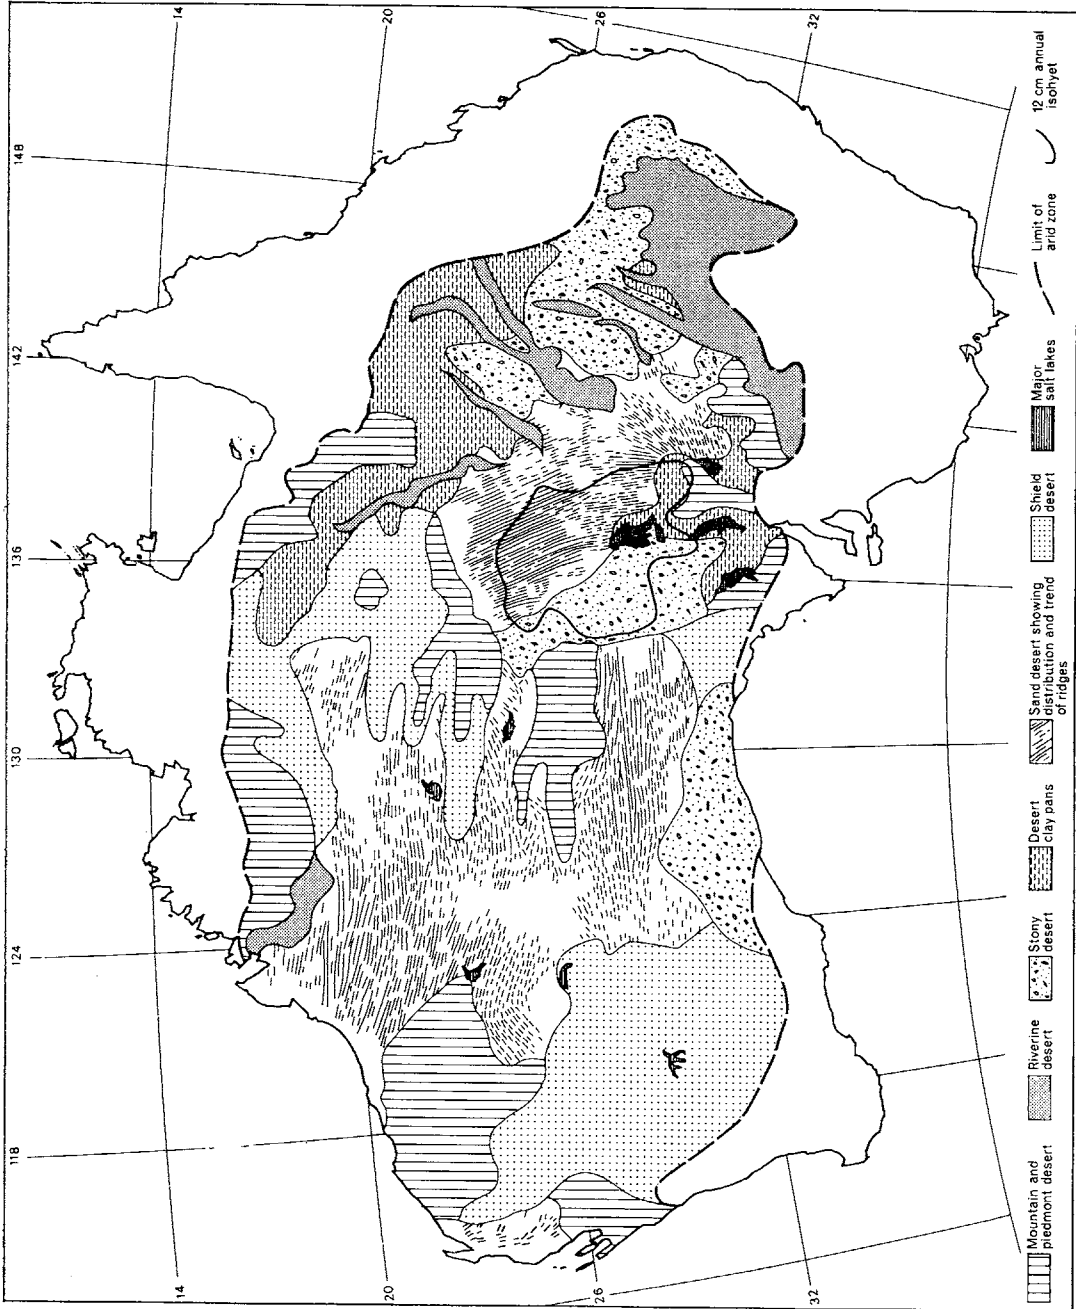 14
20
26
32
148
142
136
130
124
118
14
20
26
32
Mountain and
piedmont desert
Riverine
desert
Stony
desert
Desert
clay pans
Sand desert showing
distribution and trend
of ridges
Shield
desert
Major
salt lakes
Limit of
arid zone
12 cm annual
isohyet